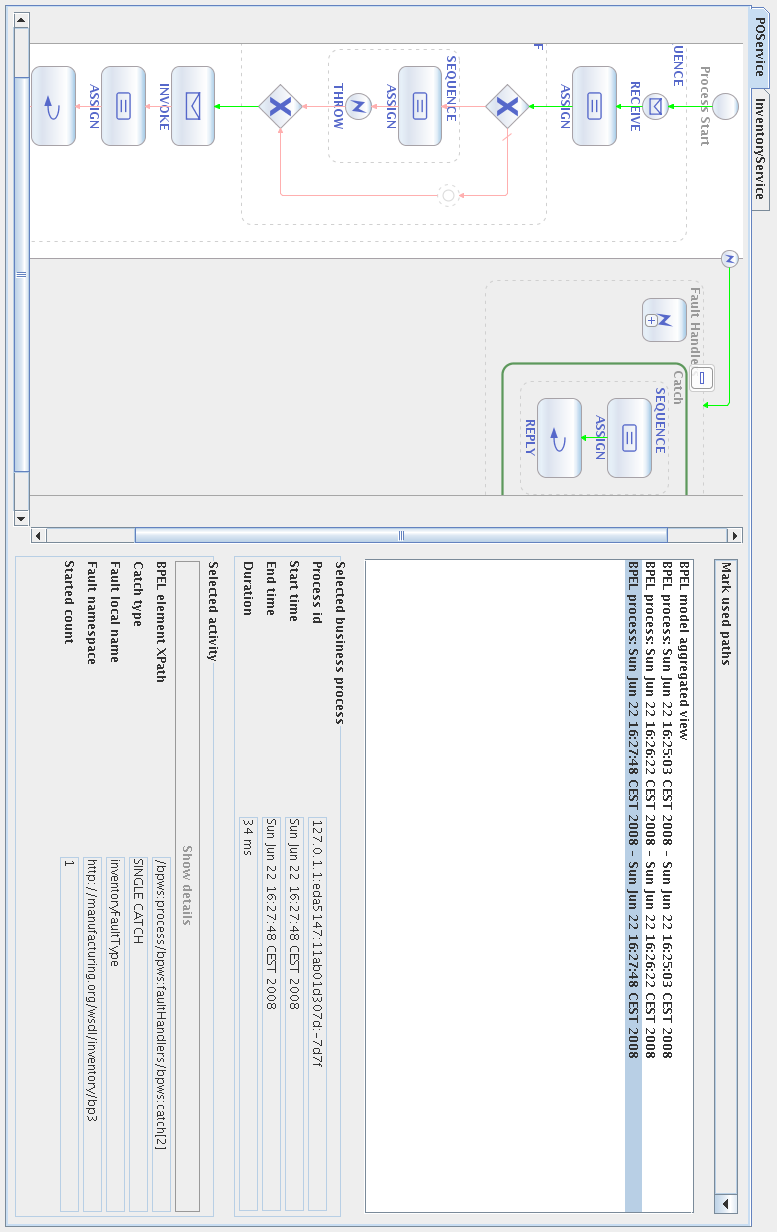 POService
InventoryService
Process Start
UENCE
RECEIVE
ASSIGN
F
SEQUENCE
ASSIGN
THROW
INVOKE
ASSIGN
Fault Handle
Catch
SEQUENCE
ASSIGN
REPLY
Mark used paths
BPEL model aggregated view
BPEL process: Sun Jun 22 16:25:03 CEST 2008 - Sun Jun 22 16:25:03 CEST 2008
BPEL process: Sun Jun 22 16:26:22 CEST 2008 - Sun Jun 22 16:26:22 CEST 2008
BPEL process: Sun Jun 22 16:27:48 CEST 2008 - Sun Jun 22 16:27:48 CEST 2008
Selected business process
Process id 127.0.1.1:eda5147:11ab01d307d:-7d7f
Start time Sun Jun 22 16:27:48 CEST 2008
End time Sun Jun 22 16:27:48 CEST 2008
Duration 34 ms
Selected activity
Show details
BPEL element XPath /bpws:process/bpws:faultHandlers/bpws:catch[2]
Catch type SINGLE CATCH
Fault local name inventoryFaultType
Fault namespace http://manufacturing.org/wsdl/inventory/bp3
Started count 1